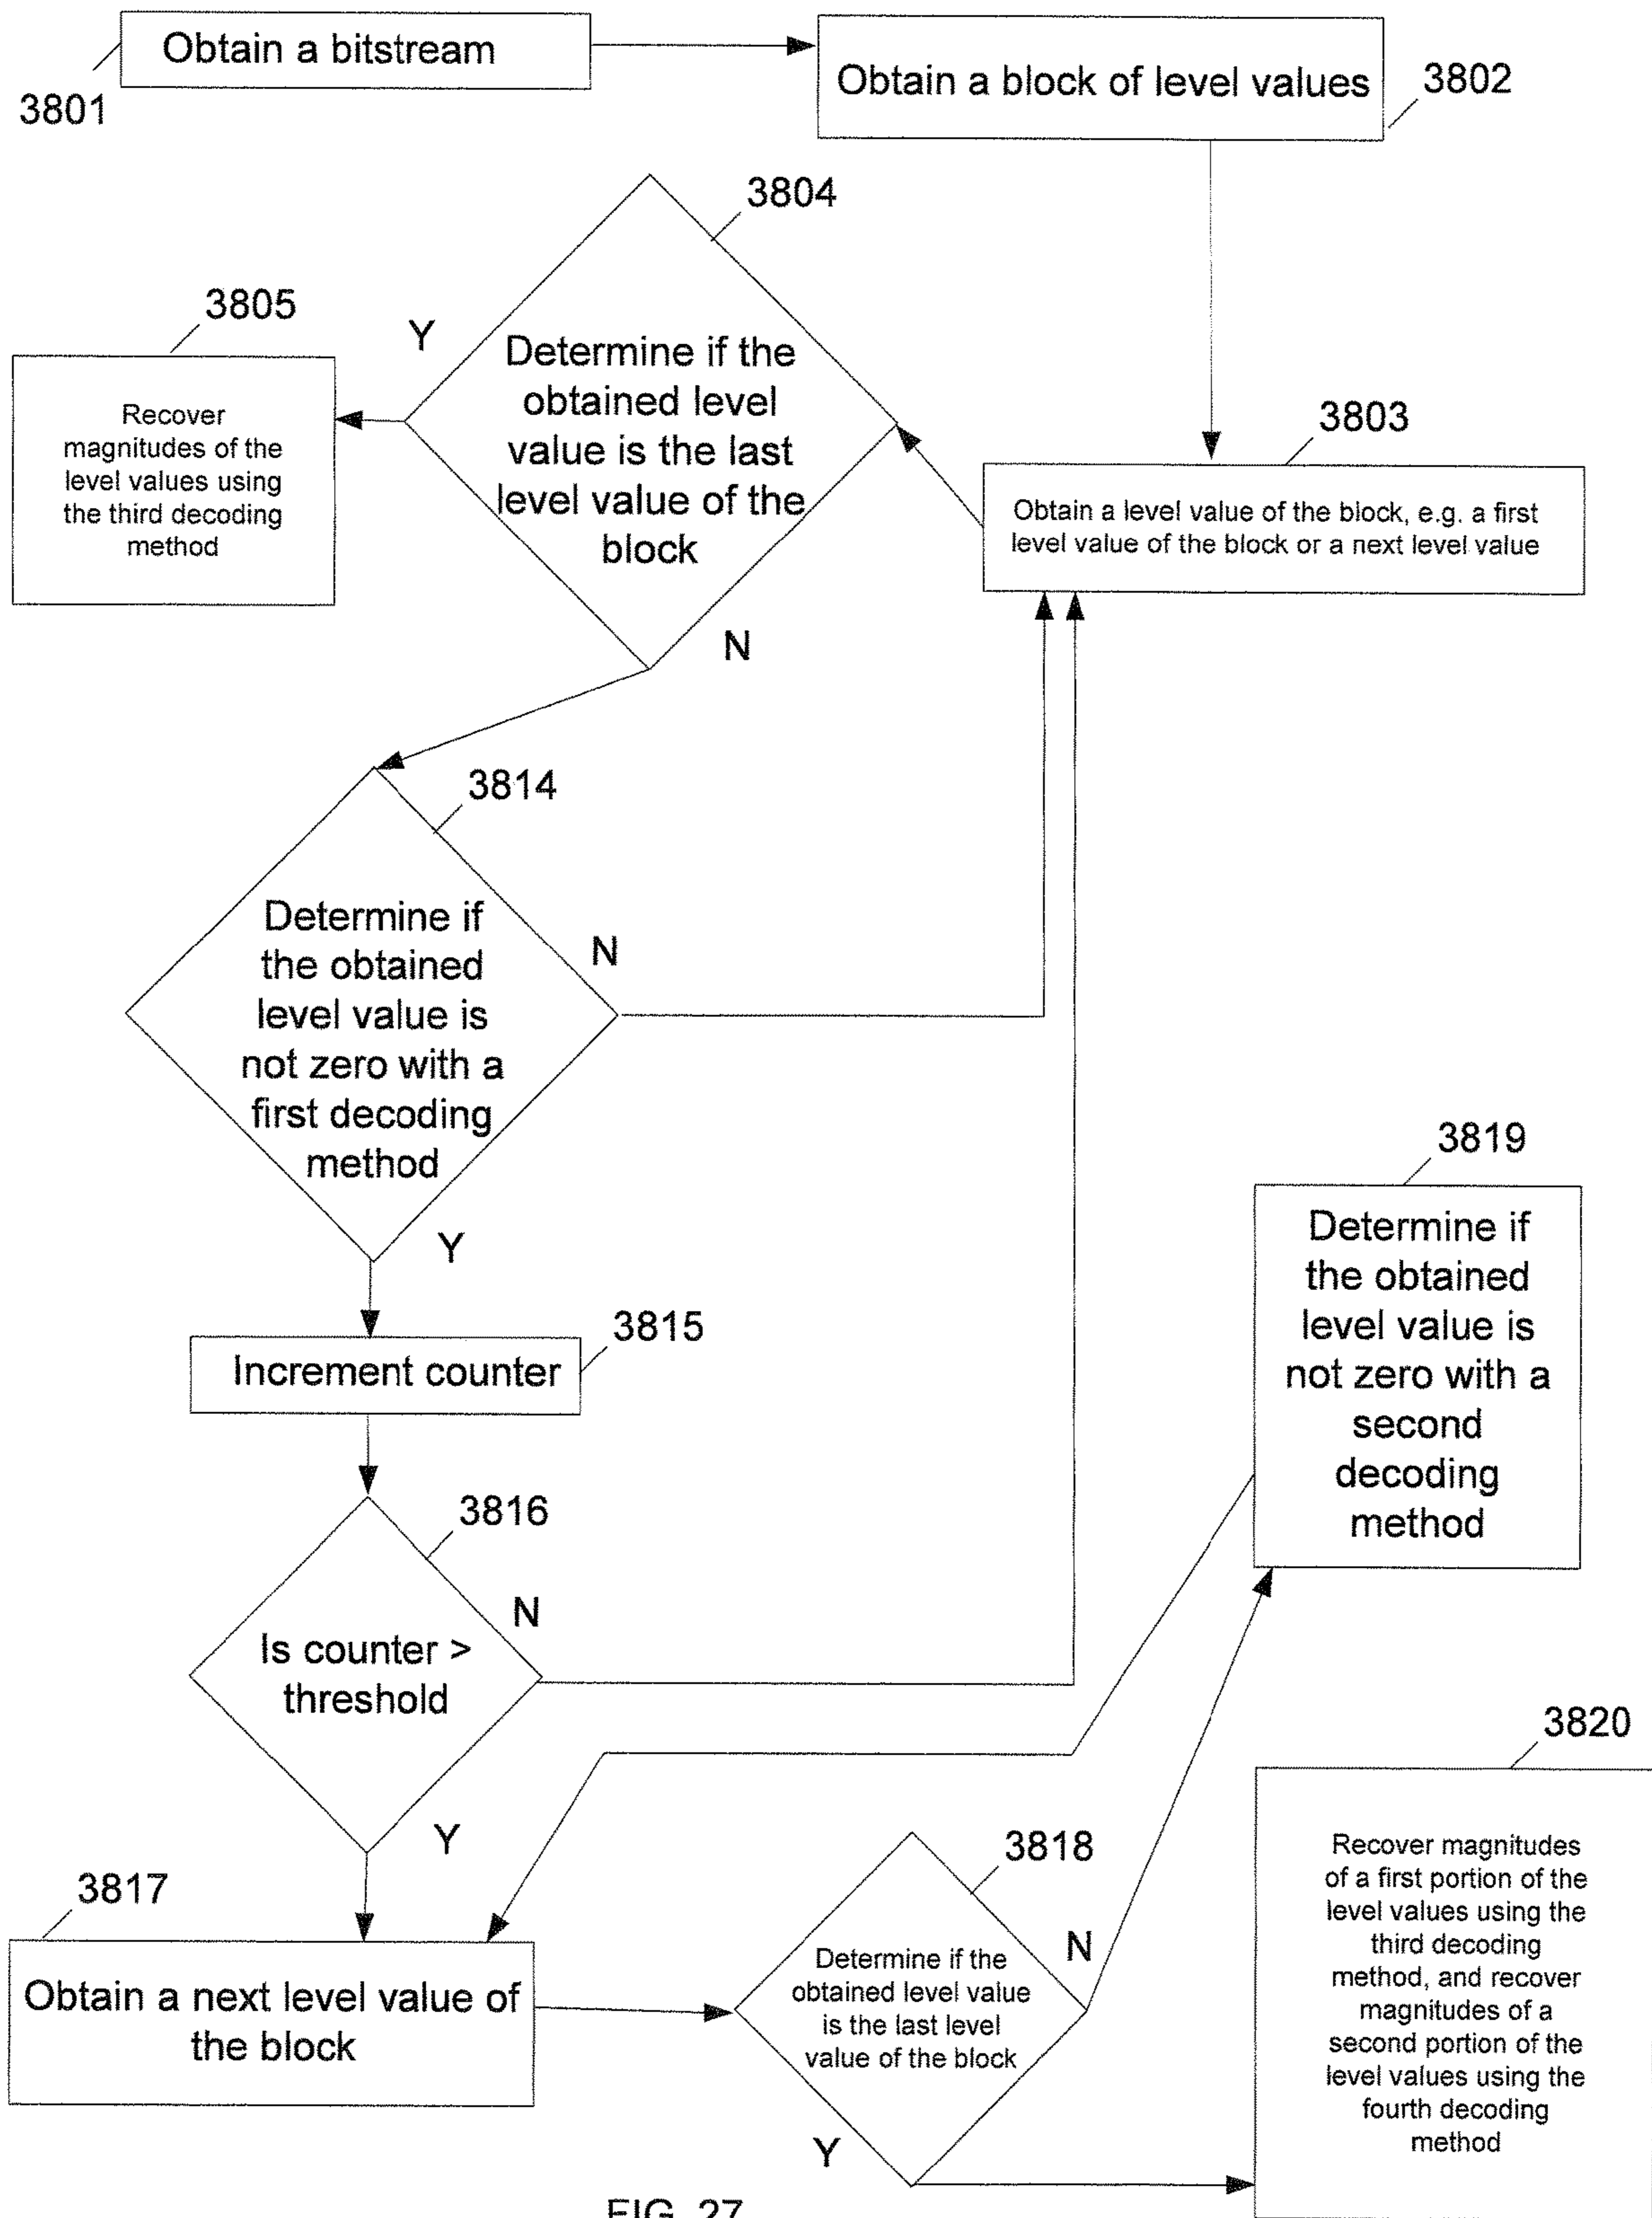 Obtain a bitstream
3801
Obtain a block of level values
3802
3804
Determine if the
obtained level
value is the last
level value of the
block
Y
N
3805
Recover
magnitudes of the
level values using
the third decoding
method
3803
Obtain a level value of the block, e.g. a first
level value of the block or a next level value
3814
Determine if
the obtained
level value is
not zero with a
first decoding
method
N
Y
3815
Increment counter
3816
Is counter >
threshold
N
Y
3819
Determine if
the obtained
level value is
not zero with a
second
decoding
method
3817
Obtain a next level value of
the block
3818
Determine if the
obtained level value
is the last level
value of the block
N
Y
3820
Recover magnitudes
of a first portion of the
level values using the
third decoding
method, and recover
magnitudes of a
second portion of the
level values using the
fourth decoding
method
FIG. 27